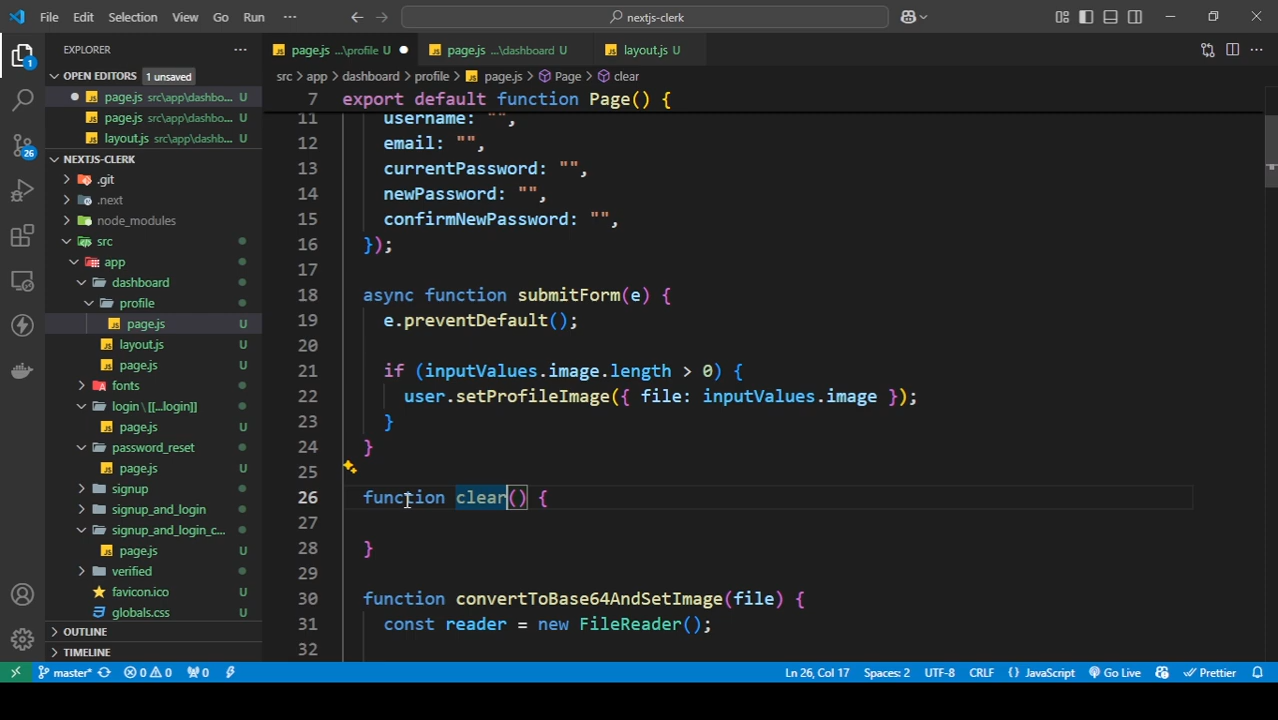 File Edit Selection View Go Run ··· nextjs-clerk
EXPLORER ···
page.js ...\profile U page.js ...\dashboard U layout.js U
OPEN EDITORS 1 unsaved
src > app > dashboard > profile > page.js > Page > clear
page.js src\app\dashbo... U
page.js src\app\dashbo... U
layout.js src\app\dashb... U
NEXTJS-CLERK
.git
.next
node_modules
src
app
dashboard
profile
page.js U
layout.js U
page.js U
fonts
login \ [[...login]]
page.js U
password_reset
page.js U
signup
signup_and_login
signup_and_login_c...
page.js U
verified
favicon.ico U
globals.css U
OUTLINE
TIMELINE
7 export default function Page() {
11 username: "",
12 email: "",
13 currentPassword: "",
14 newPassword: "",
15 confirmNewPassword: "",
16 });
17
18 async function submitForm(e) {
19 e.preventDefault();
20
21 if (inputValues.image.length > 0) {
22 user.setProfileImage({ file: inputValues.image });
23 }
24 }
25
26 function clear() {
27
28 }
29
30 function convertToBase64AndSetImage(file) {
31 const reader = new FileReader();
32
1
26
master* 0 0 0 Ln 26, Col 17 Spaces: 2 UTF-8 CRLF {} JavaScript Go Live Prettier